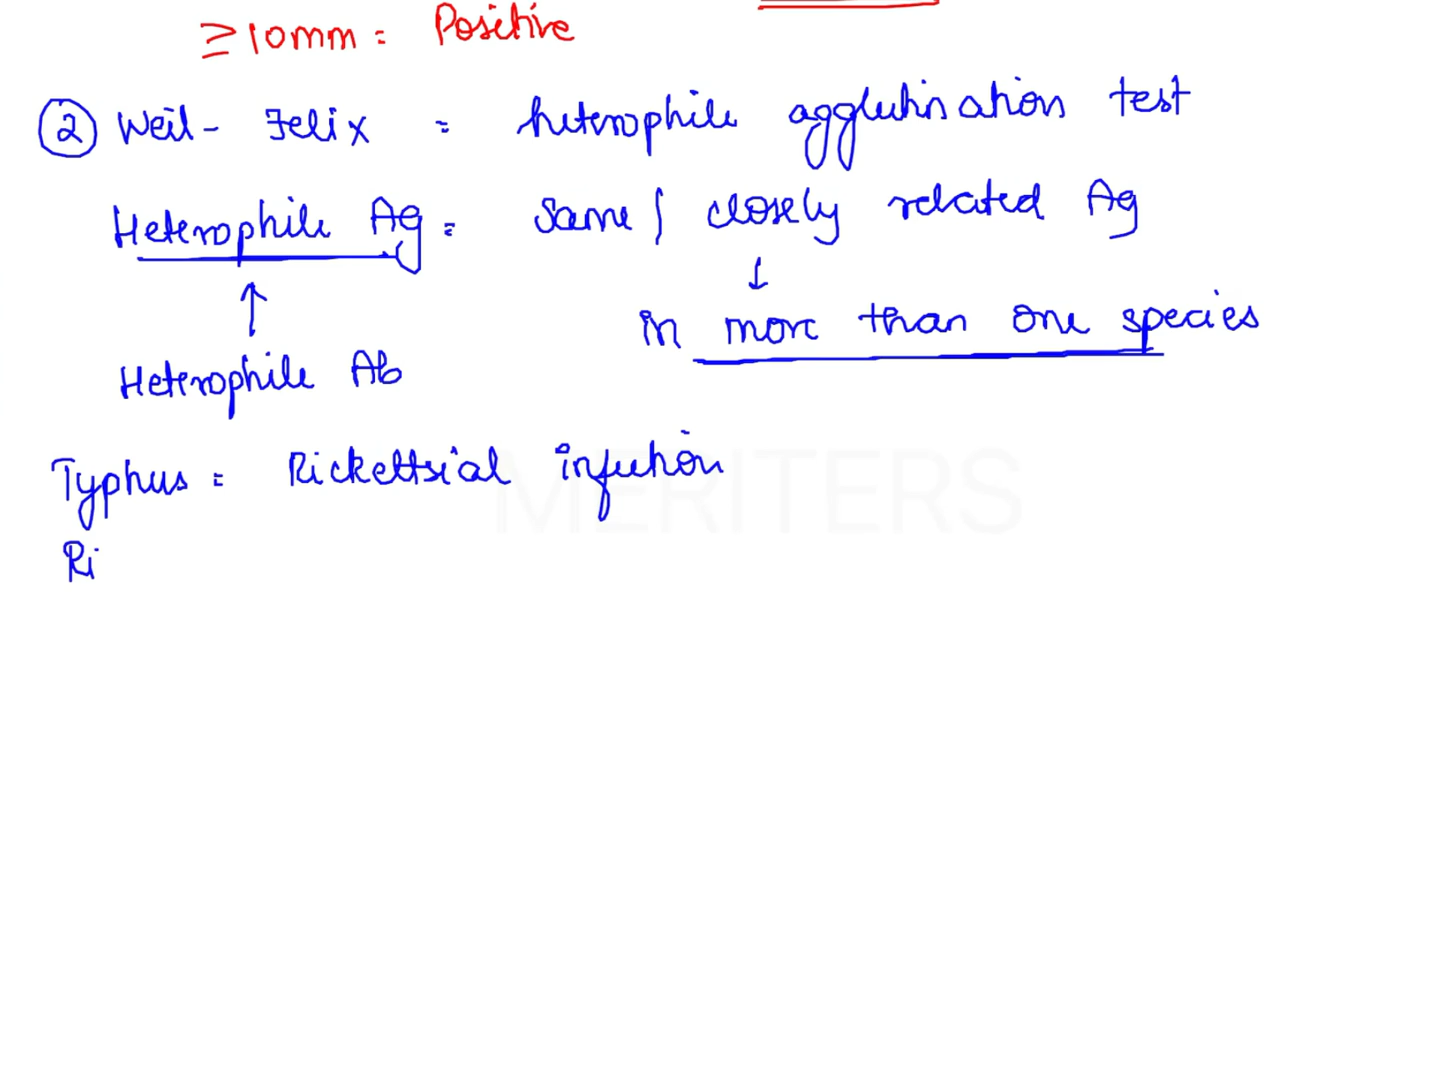 ≥10mm = Positive
② Weil - Felix = heterophile agglutination test
Heterophile Ag = same / closely related Ag
↑ ↓
in more than one species
Heterophile Ab
Typhus = Rickettsial infection
MERITERS
Ri